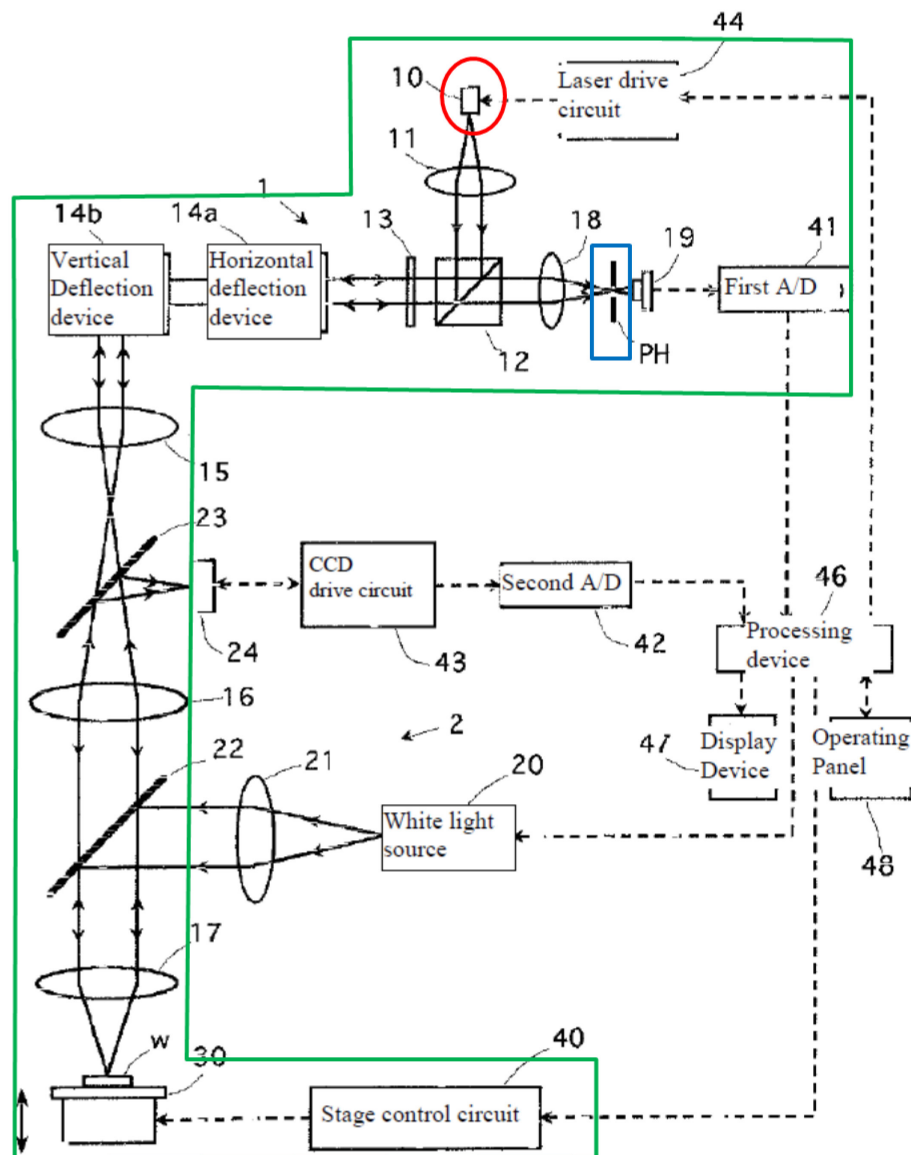 44
10
Laser drive
circuit
11
1
14b
14a
13
18
19
41
Vertical
Deflection
device
Horizontal
deflection
device
First A/D
12
PH
15
23
CCD
drive circuit
Second A/D
46
Processing
device
24
43
42
16
2
22
21
20
47
Display
Device
Operating
Panel
White light
source
48
17
W
30
40
Stage control circuit